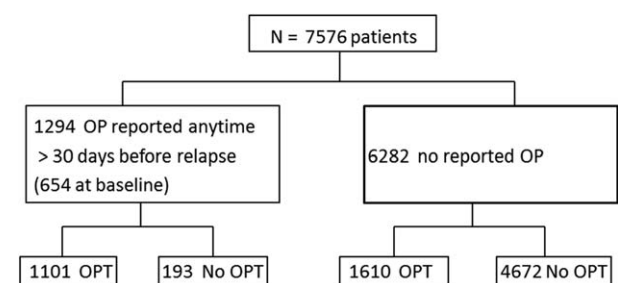 N = 7576 patients
1294 OP reported anytime
> 30 days before relapse
(654 at baseline)
6282 no reported OP
1101 OPT
193 No OPT
1610 OPT
4672 No OPT